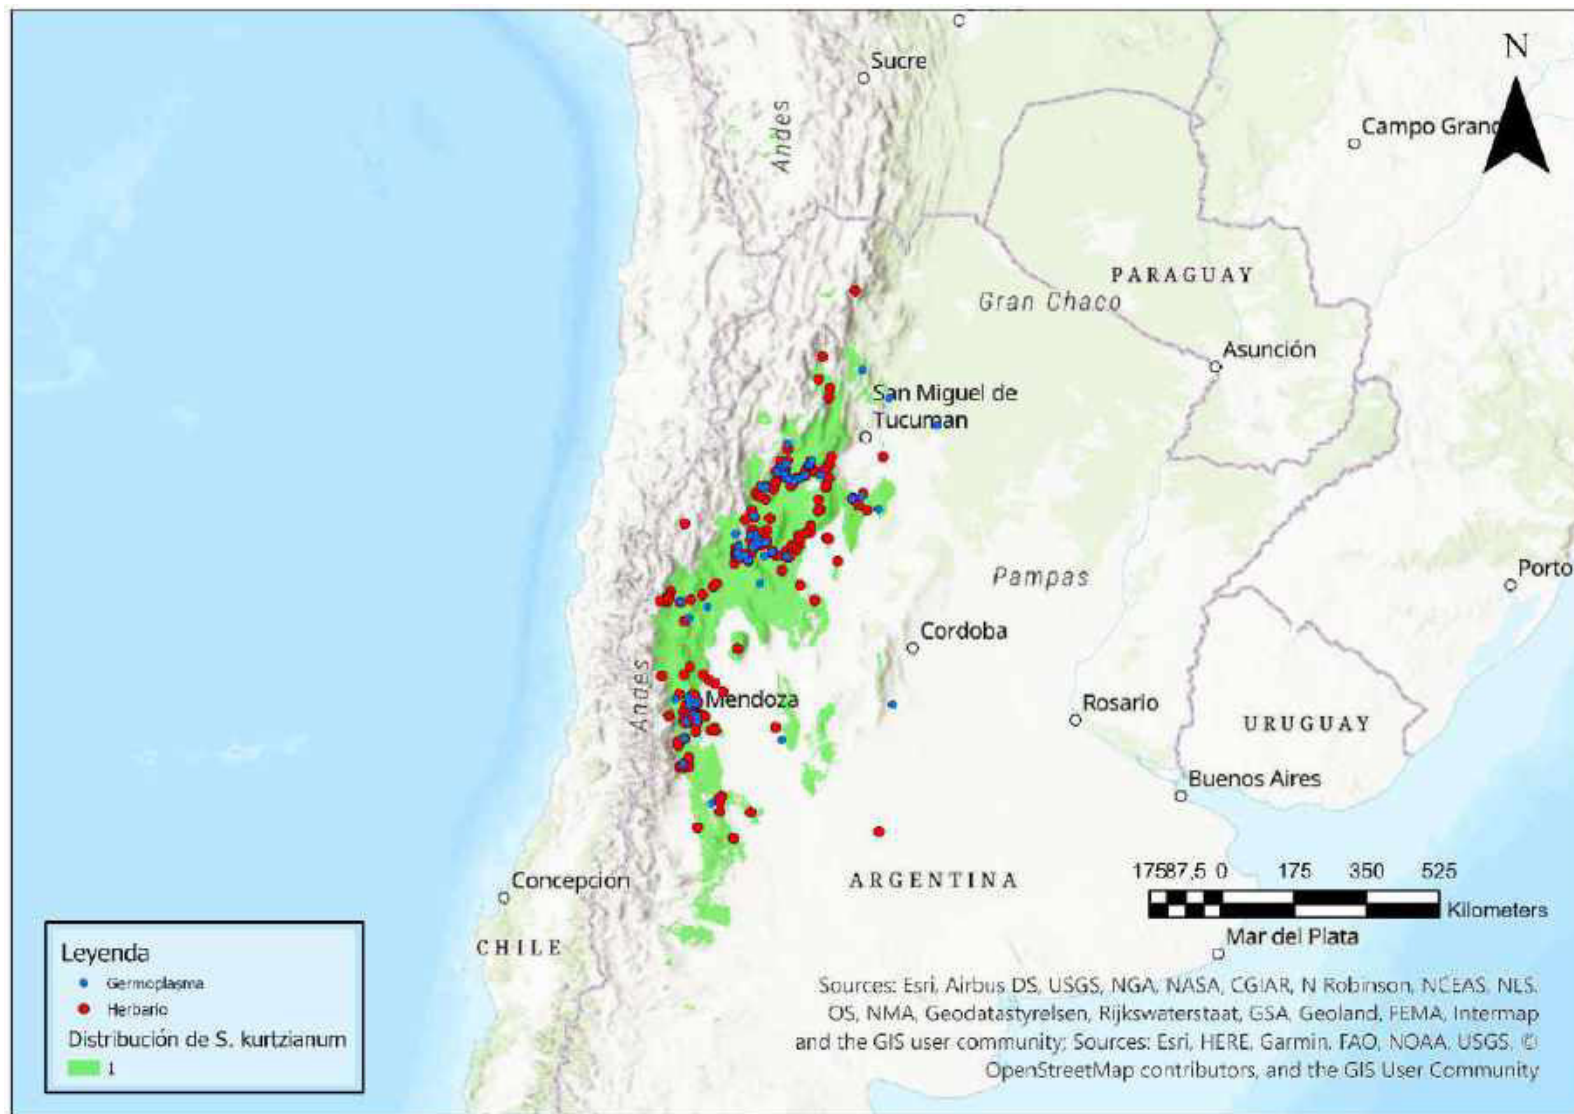 Sucre
N
Andes
Campo Grand
PARAGUAY
Gran Chaco
Asunción
San Miguel de
Tucuman
Pampas
Porto
Cordoba
Andes
Mendoza
Rosario
URUGUAY
Buenos Aires
Concepcion
ARGENTINA
17587,5 0 175 350 525
Kilometers
CHILE
Mar del Plata
Leyenda
Germoplasma
Herbario
Distribución de S. kurtzianum
1
Sources: Esri, Airbus DS, USGS, NGA, NASA, CGIAR, N Robinson, NCEAS, NLS,
OS, NMA, Geodatastyrelsen, Rijkswaterstaat, GSA, Geoland, FEMA, Intermap
and the GIS user community; Sources: Esri, HERE, Garmin, FAO, NOAA, USGS, ©
OpenStreetMap contributors, and the GIS User Community